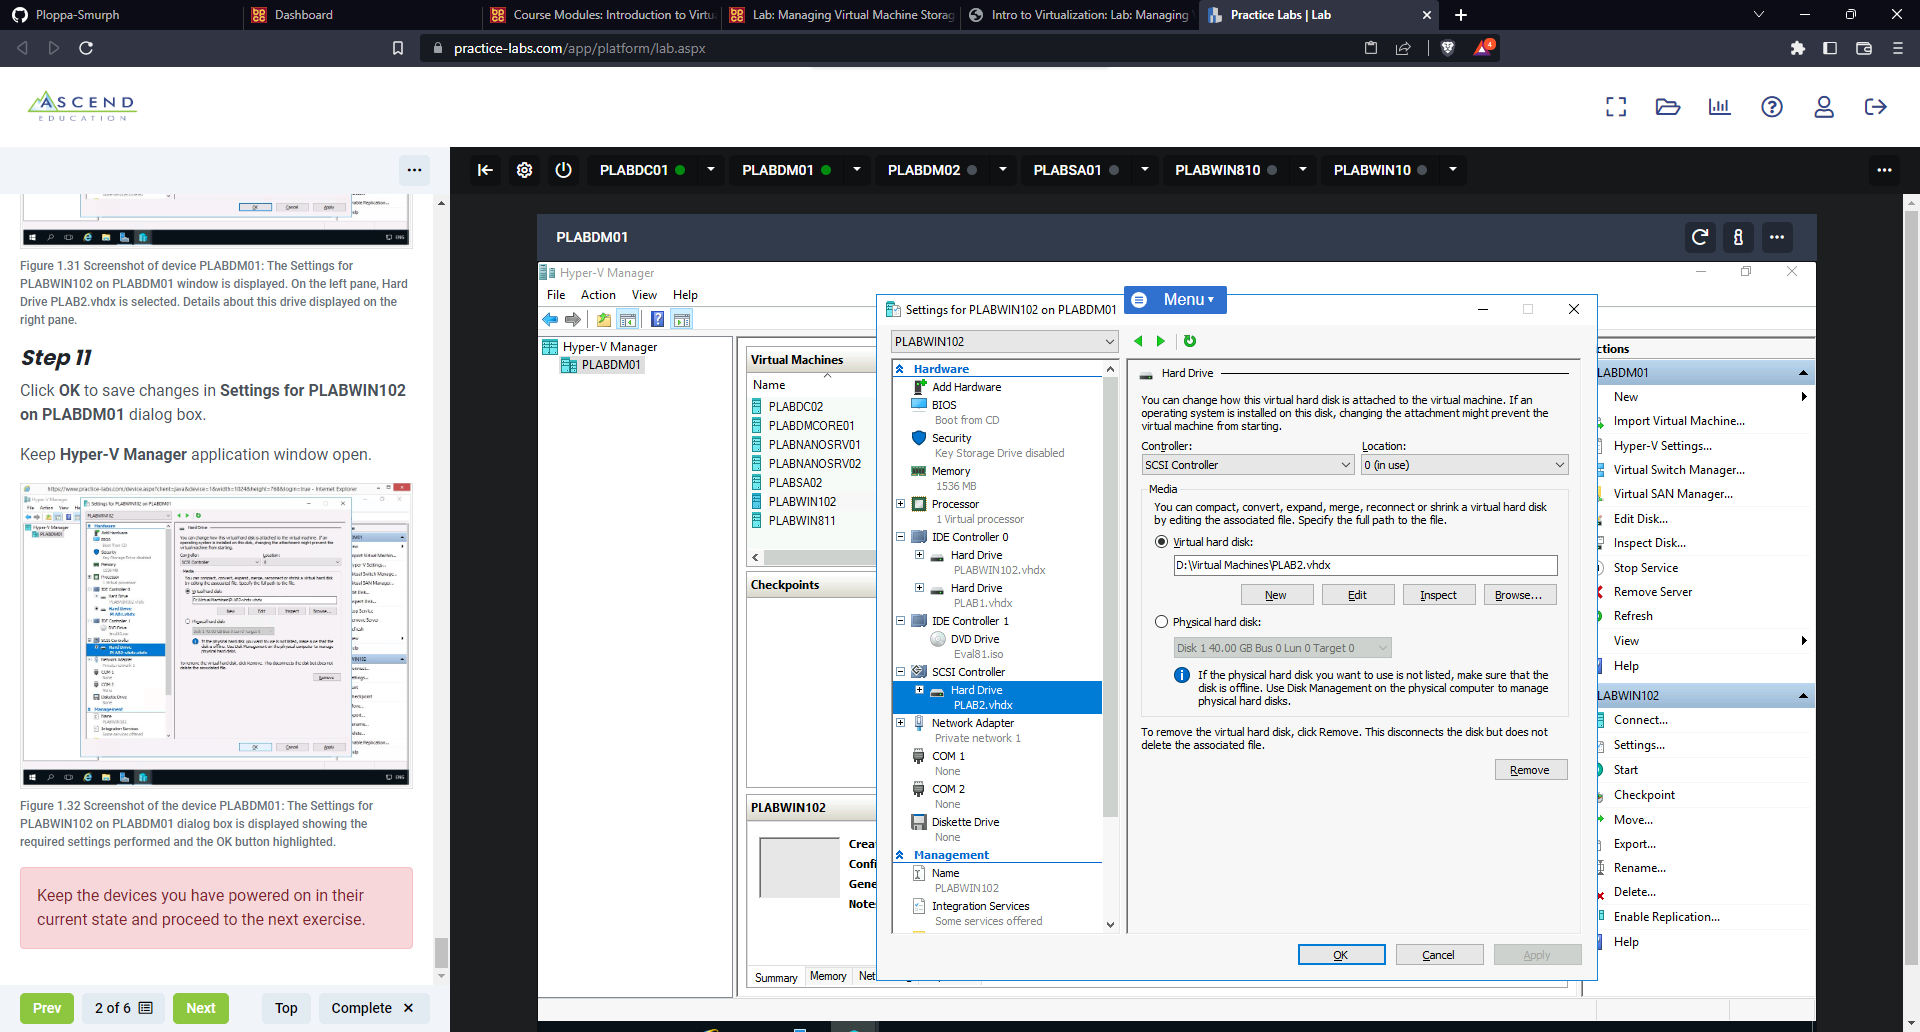 Ploppa-Smurph
Dashboard
Course Modules: Introduction to Virtu
Lab: Managing Virtual Machine Storag
Intro to Virtualization: Lab: Managing
Practice Labs | Lab
practice-labs.com/app/platform/lab.aspx
4
ASCEND
EDUCATION
PLABDC01
PLABDM01
PLABDM02
PLABSA01
PLABWIN810
PLABWIN10
Figure 1.31 Screenshot of device PLABDM01: The Settings for
PLABWIN102 on PLABDM01 window is displayed. On the left pane, Hard
Drive PLAB2.vhdx is selected. Details about this drive displayed on the
right pane.
Step 11
Click OK to save changes in Settings for PLABWIN102
on PLABDM01 dialog box.
Keep Hyper-V Manager application window open.
Figure 1.32 Screenshot of the device PLABDM01: The Settings for
PLABWIN102 on PLABDM01 dialog box is displayed showing the
required settings performed and the OK button highlighted.
Keep the devices you have powered on in their
current state and proceed to the next exercise.
Prev
2 of 6
Next
Top
Complete
PLABDM01
Hyper-V Manager
File
Action
View
Help
Hyper-V Manager
PLABDM01
Virtual Machines
Name
PLABDC02
PLABDMCORE01
PLABNANOSRV01
PLABNANOSRV02
PLABSA02
PLABWIN102
PLABWIN811
Checkpoints
PLABWIN102
Crea
Confi
Gene
Note
Summary
Memory
Net
Settings for PLABWIN102 on PLABDM01
Menu
PLABWIN102
Hardware
Add Hardware
BIOS
Boot from CD
Security
Key Storage Drive disabled
Memory
1536 MB
Processor
1 Virtual processor
IDE Controller 0
Hard Drive
PLABWIN102.vhdx
Hard Drive
PLAB1.vhdx
IDE Controller 1
DVD Drive
Eval81.iso
SCSI Controller
Hard Drive
PLAB2.vhdx
Network Adapter
Private network 1
COM 1
None
COM 2
None
Diskette Drive
None
Management
Name
PLABWIN102
Integration Services
Some services offered
Hard Drive
You can change how this virtual hard disk is attached to the virtual machine. If an
operating system is installed on this disk, changing the attachment might prevent the
virtual machine from starting.
Controller:
Location:
SCSI Controller
0 (in use)
Media
You can compact, convert, expand, merge, reconnect or shrink a virtual hard disk
by editing the associated file. Specify the full path to the file.
Virtual hard disk:
D:\Virtual Machines\PLAB2.vhdx
New
Edit
Inspect
Browse...
Physical hard disk:
Disk 1 40.00 GB Bus 0 Lun 0 Target 0
If the physical hard disk you want to use is not listed, make sure that the
disk is offline. Use Disk Management on the physical computer to manage
physical hard disks.
To remove the virtual hard disk, click Remove. This disconnects the disk but does not
delete the associated file.
Remove
OK
Cancel
Apply
ctions
LABDM01
New
Import Virtual Machine...
Hyper-V Settings...
Virtual Switch Manager...
Virtual SAN Manager...
Edit Disk...
Inspect Disk...
Stop Service
Remove Server
Refresh
View
Help
LABWIN102
Connect...
Settings...
Start
Checkpoint
Move...
Export...
Rename...
Delete...
Enable Replication...
Help